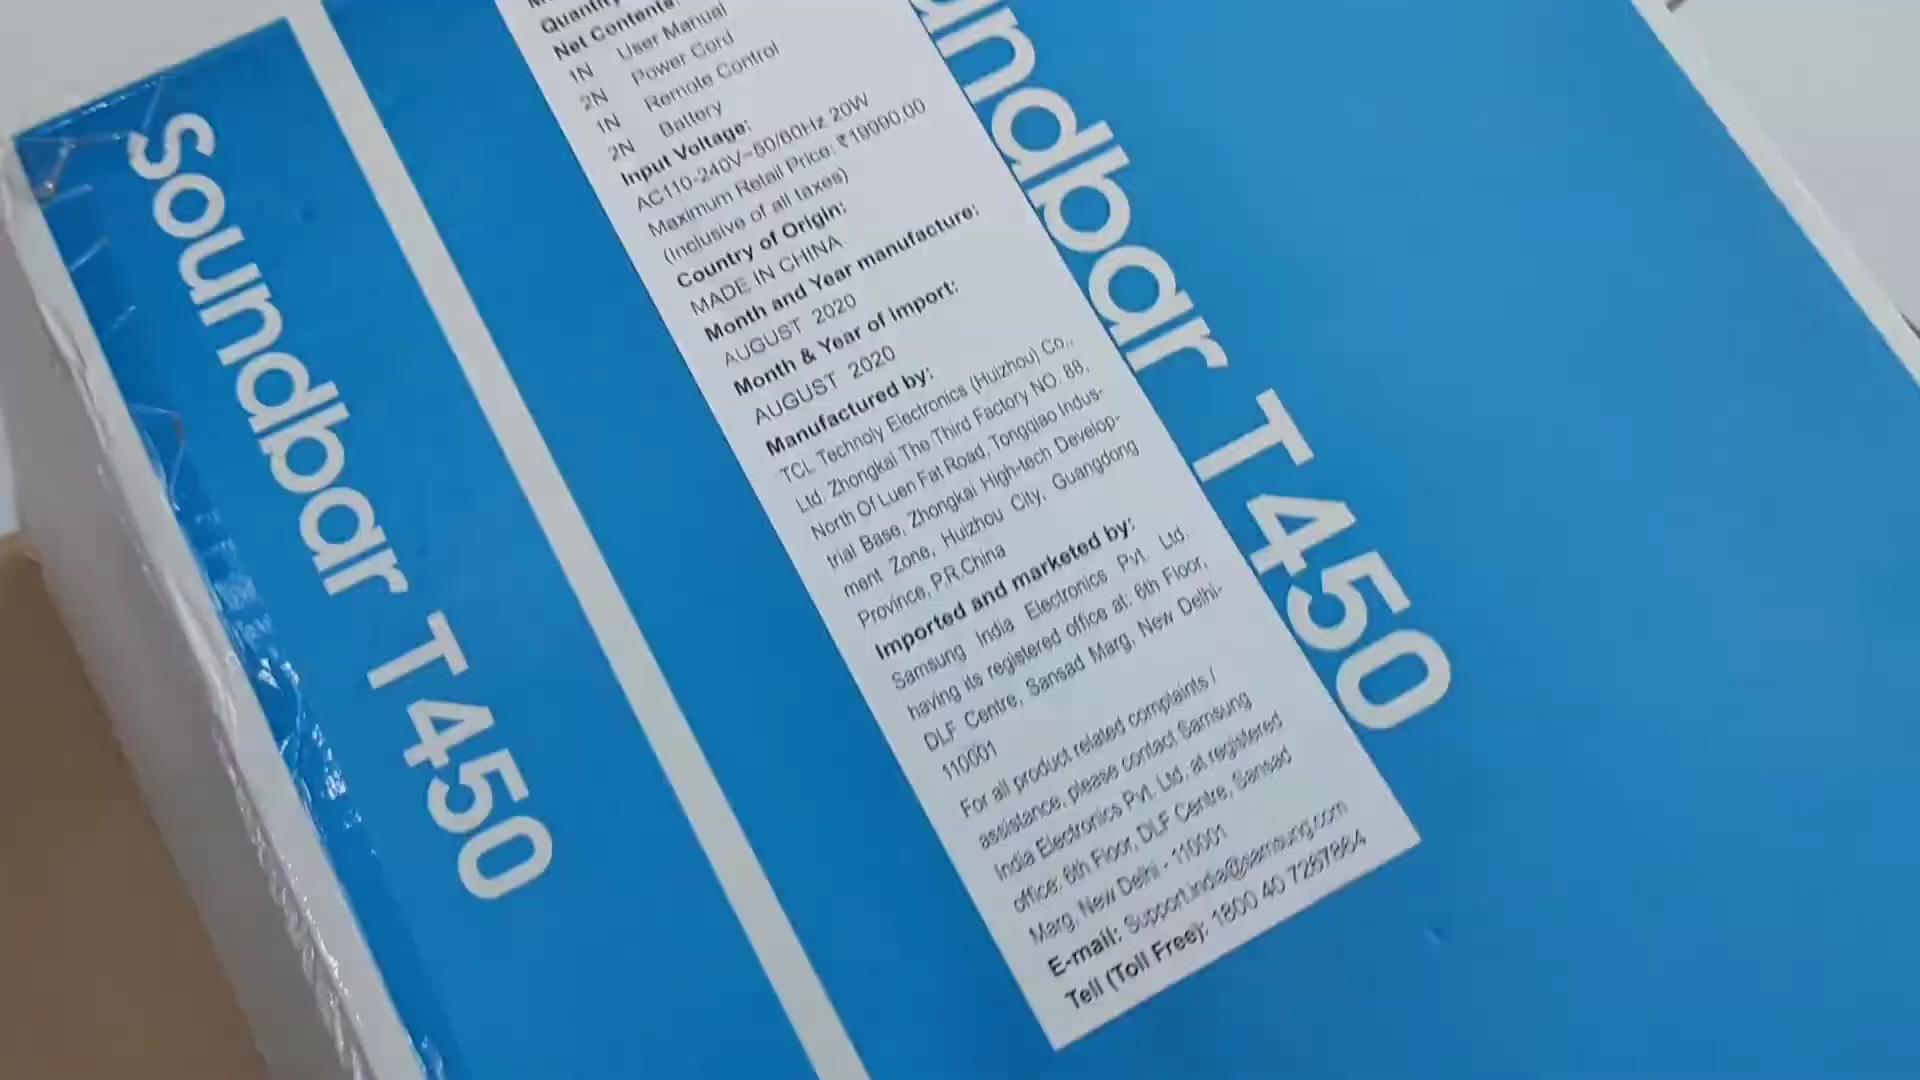 Soundbar T450
Quantity
Net Contents:
1N User Manual
2N Power Cord
1N Remote Control
2N Battery
Input Voltage:
AC110-240V~50/60Hz 20W
Maximum Retail Price: ₹19990.00
(Inclusive of all taxes)
Country of Origin:
MADE IN CHINA
Month and Year manufacture:
AUGUST 2020
Month & Year of import:
AUGUST 2020
Manufactured by:
TCL Technoly Electronics (Huizhou) Co.,
Ltd. Zhongkai The Third Factory NO. 88,
North Of Luen Fat Road, Tongqiao Indus-
trial Base, Zhongkai High-tech Develop-
ment Zone, Huizhou City, Guangdong
Province, P.R.China
Imported and marketed by:
Samsung India Electronics Pvt. Ltd.
having its registered office at: 6th Floor,
DLF Centre, Sansad Marg, New Delhi-
110001
For all product related complaints /
assistance, please contact Samsung
India Electronics Pvt. Ltd. at registered
office: 6th Floor, DLF Centre, Sansad
Marg, New Delhi - 110001
E-mail: Support.india@samsung.com
Tell (Toll Free): 1800 40 7267864
undbar T450